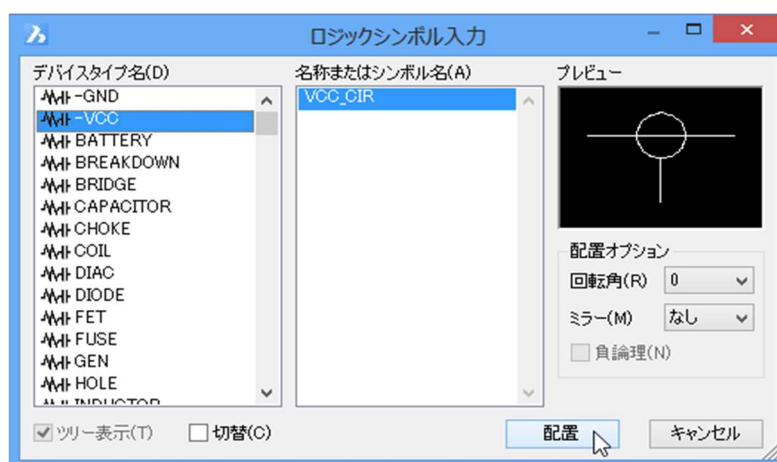 ロジックシンボル入力
デバイスタイプ名(D)
-GND
-VCC
BATTERY
BREAKDOWN
BRIDGE
CAPACITOR
CHOKE
COIL
DIAC
DIODE
FET
FUSE
GEN
HOLE
INDUCTOR
名称またはシンボル名(A)
VCC_CIR
プレビュー
配置オプション
回転角(R) 0
ミラー(M) なし
負論理(N)
ツリー表示(T) 切替(C) 配置 キャンセル